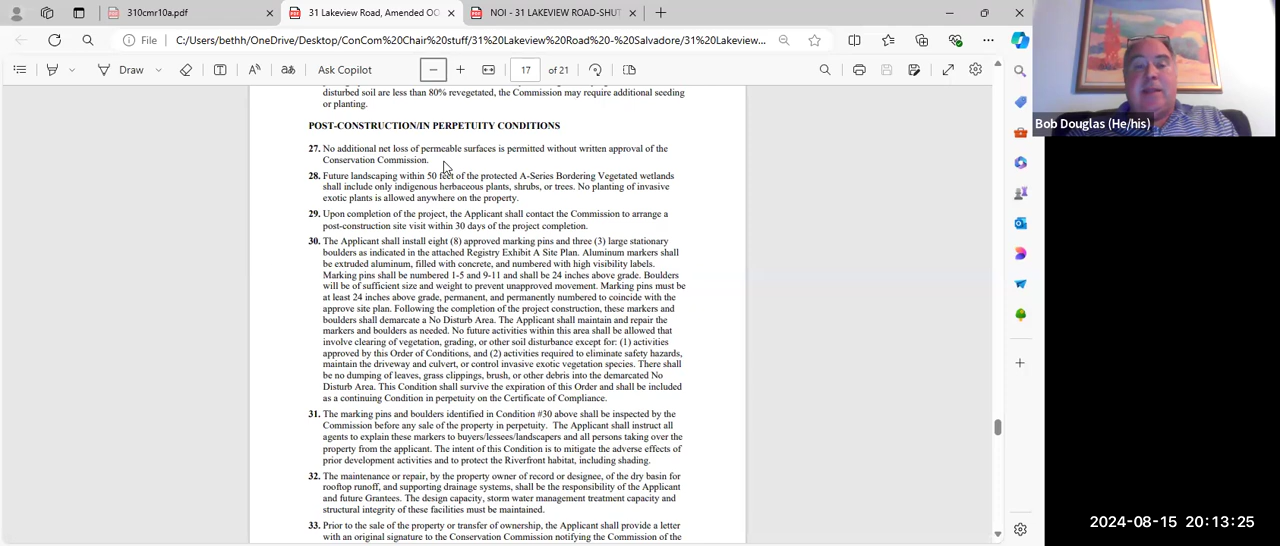 310cmr10a.pdf
31 Lakeview Road, Amended OO
NOI - 31 LAKEVIEW ROAD-SHUT
File
C:/Users/bethh/OneDrive/Desktop/ConCom%20Chair%20stuff/31%20Lakeview%20Road%20-%20Salvadore/31%20Lakeview...
Draw
Ask Copilot
17 of 21
disturbed soil are less than 80% revegetated, the Commission may require additional seeding
or planting.
POST-CONSTRUCTION/IN PERPETUITY CONDITIONS
27. No additional net loss of permeable surfaces is permitted without written approval of the
Conservation Commission.
28. Future landscaping within 50 feet of the protected A-Series Bordering Vegetated wetlands
shall include only indigenous herbaceous plants, shrubs, or trees. No planting of invasive
exotic plants is allowed anywhere on the property.
29. Upon completion of the project, the Applicant shall contact the Commission to arrange a
post-construction site visit within 30 days of the project completion.
30. The Applicant shall install eight (8) approved marking pins and three (3) large stationary
boulders as indicated in the attached Registry Exhibit A Site Plan. Aluminum markers shall
be extruded aluminum, filled with concrete, and numbered with high visibility labels.
Marking pins shall be numbered 1-5 and 9-11 and shall be 24 inches above grade. Boulders
will be of sufficient size and weight to prevent unapproved movement. Marking pins must be
at least 24 inches above grade, permanent, and permanently numbered to coincide with the
approve site plan. Following the completion of the project construction, these markers and
boulders shall demarcate a No Disturb Area. The Applicant shall maintain and repair the
markers and boulders as needed. No future activities within this area shall be allowed that
involve clearing of vegetation, grading, or other soil disturbance except for: (1) activities
approved by this Order of Conditions, and (2) activities required to eliminate safety hazards,
maintain the driveway and culvert, or control invasive exotic vegetation species. There shall
be no dumping of leaves, grass clippings, brush, or other debris into the demarcated No
Disturb Area. This Condition shall survive the expiration of this Order and shall be included
as a continuing Condition in perpetuity on the Certificate of Compliance.
31. The marking pins and boulders identified in Condition #30 above shall be inspected by the
Commission before any sale of the property in perpetuity. The Applicant shall instruct all
agents to explain these markers to buyers/lessees/landscapers and all persons taking over the
property from the applicant. The intent of this Condition is to mitigate the adverse effects of
prior development activities and to protect the Riverfront habitat, including shading.
32. The maintenance or repair, by the property owner of record or designee, of the dry basin for
rooftop runoff, and supporting drainage systems, shall be the responsibility of the Applicant
and future Grantees. The design capacity, storm water management treatment capacity and
structural integrity of these facilities must be maintained.
33. Prior to the sale of the property or transfer of ownership, the Applicant shall provide a letter
with an original signature to the Conservation Commission notifying the Commission of the
Bob Douglas (He/his)
2024-08-15 20:13:25